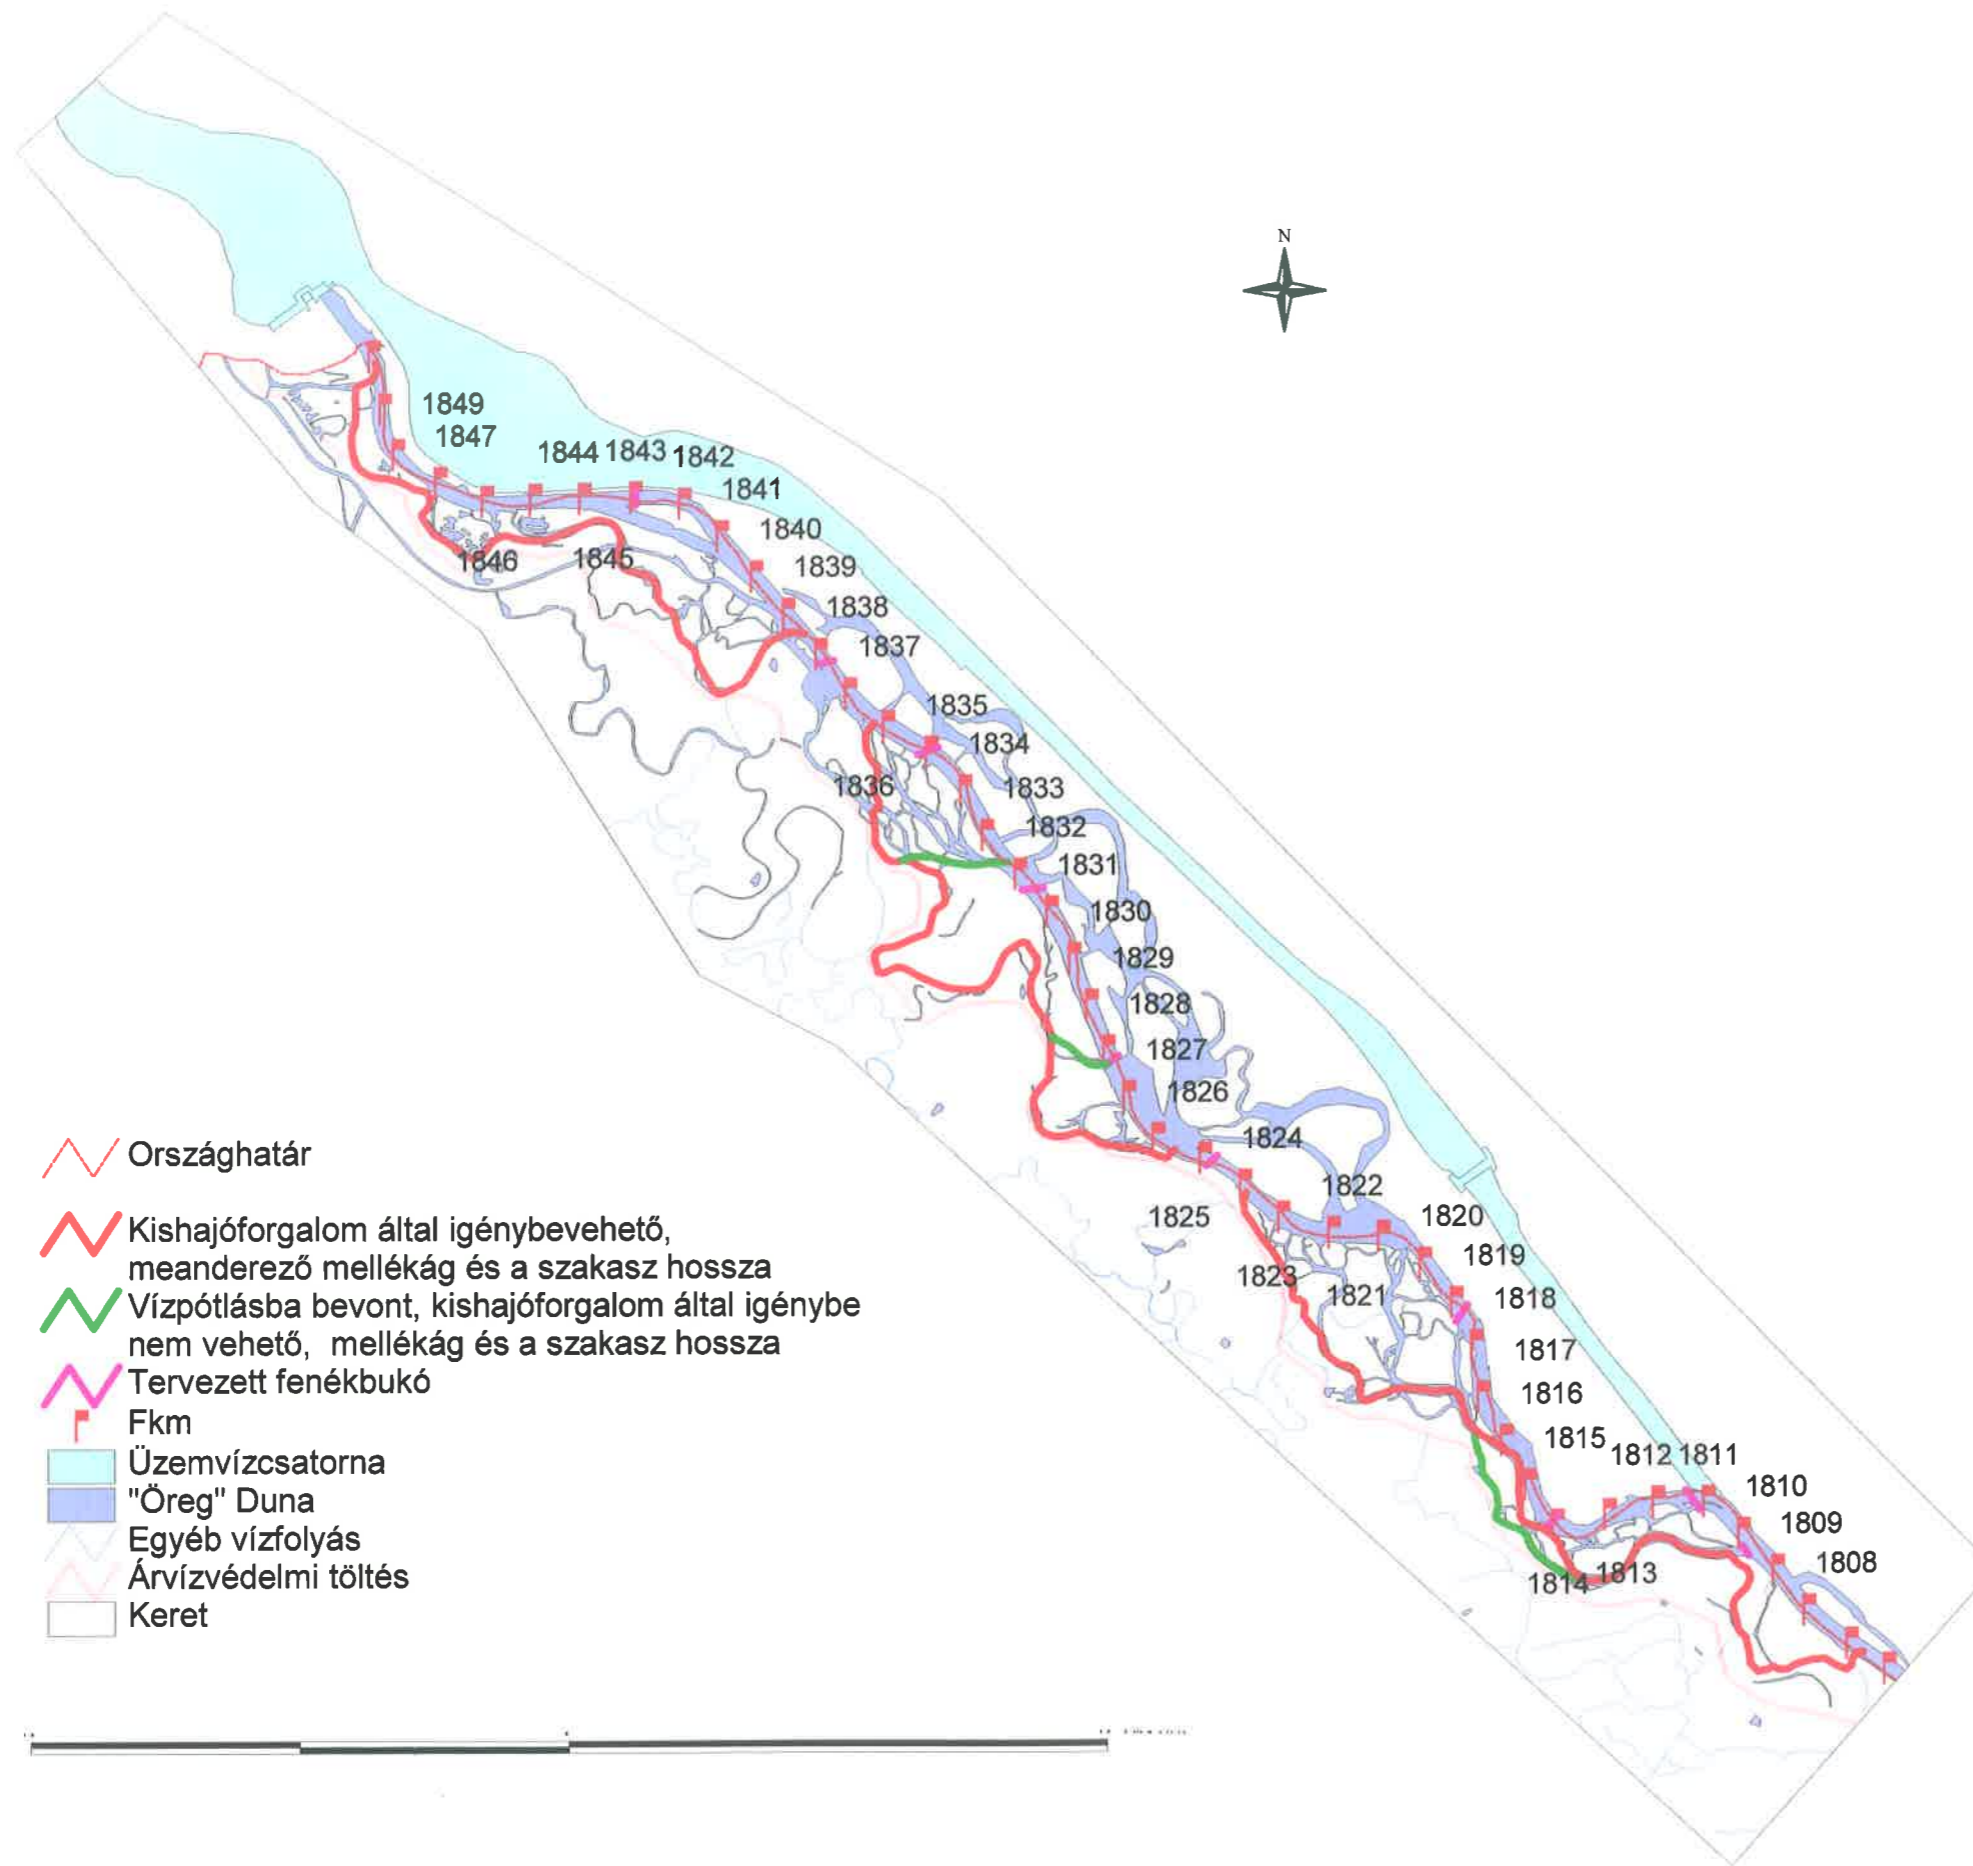 N
1849
1847
1844 1843 1842
1841
1840
1846 1845
1839
1838
1837
1835
1834
1836 1833
1832
1831
1830
1829
1828
1827
1826
1824
1822
1825 1820
1819
1823 1821 1818
1817
1816
1815 1812 1811
1810
1809
1814 1813 1808
Országhatár
Kishajóforgalom által igénybevehető,
meanderező mellékág és a szakasz hossza
Vízpótlásba bevont, kishajóforgalom által igénybe
nem vehető, mellékág és a szakasz hossza
Tervezett fenékbukó
Fkm
Üzemvízcsatorna
"Öreg" Duna
Egyéb vízfolyás
Árvízvédelmi töltés
Keret